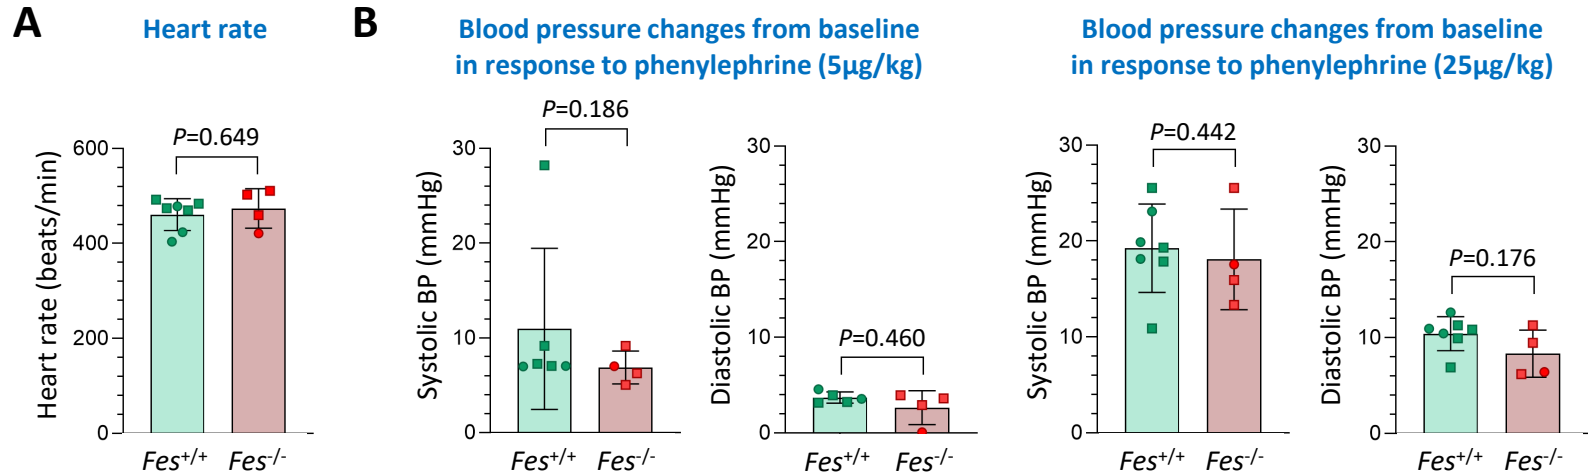 A
Heart rate
P=0.649
Heart rate (beats/min)
600
400
200
0
Fes+/+
Fes-/-
B
Blood pressure changes from baseline
in response to phenylephrine (5µg/kg)
P=0.186
Systolic BP (mmHg)
30
20
10
0
Fes+/+
Fes-/-
P=0.460
Diastolic BP (mmHg)
30
20
10
0
Fes+/+
Fes-/-
Blood pressure changes from baseline
in response to phenylephrine (25µg/kg)
P=0.442
Systolic BP (mmHg)
30
20
10
0
Fes+/+
Fes-/-
P=0.176
Diastolic BP (mmHg)
30
20
10
0
Fes+/+
Fes-/-